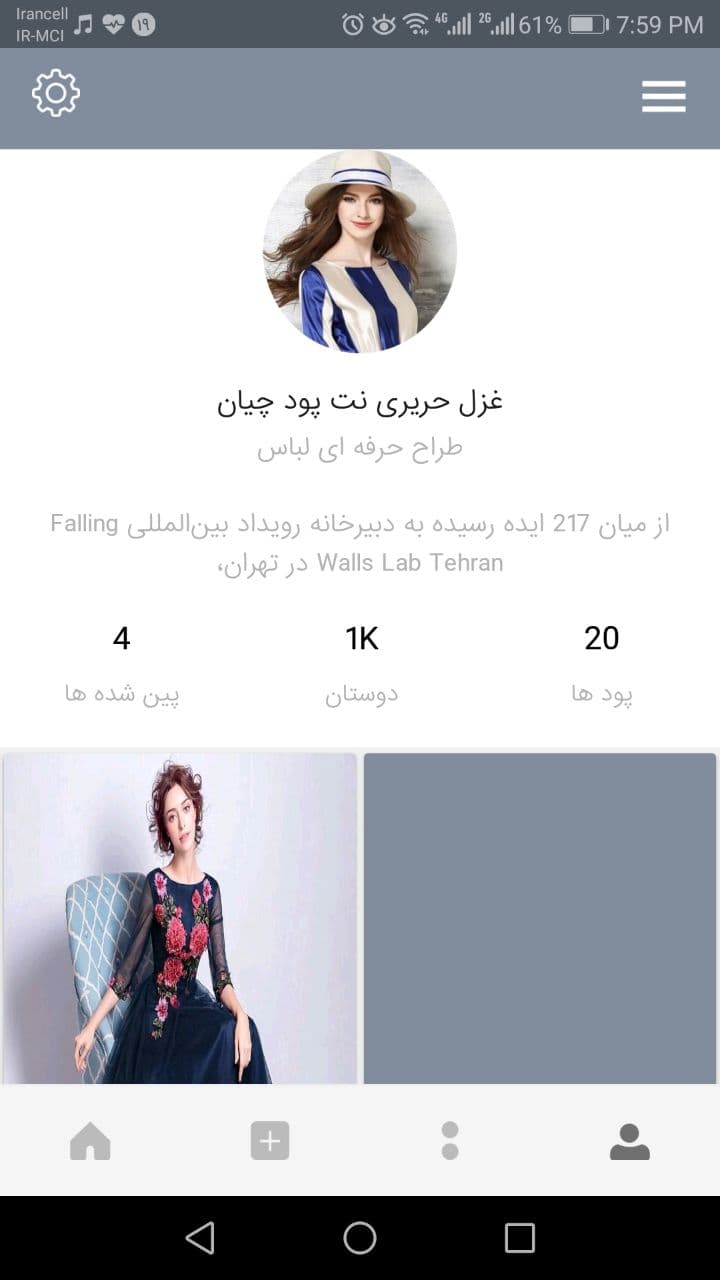 Irancell
IR-MCI
۱۹
4G
2G
61%
7:59 PM
غزل حریری نت پود چیان
طراح حرفه ای لباس
از میان 217 ایده رسیده به دبیرخانه رویداد بین‌المللی Falling
Walls Lab Tehran در تهران،
20
1K
4
پود ها
دوستان
پین شده ها